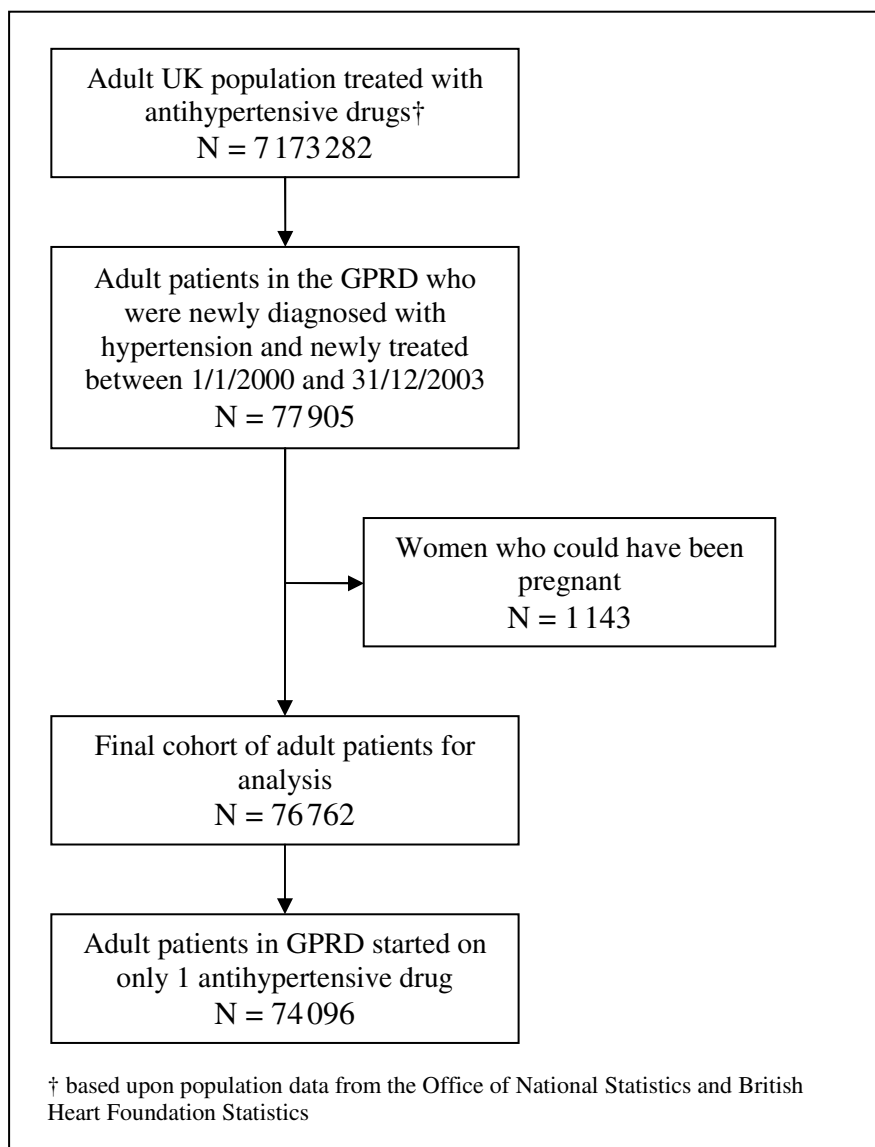 Adult UK population treated with
antihypertensive drugs†
N = 7 173 282
Adult patients in the GPRD who
were newly diagnosed with
hypertension and newly treated
between 1/1/2000 and 31/12/2003
N = 77 905
Women who could have been
pregnant
N = 1 143
Final cohort of adult patients for
analysis
N = 76 762
Adult patients in GPRD started on
only 1 antihypertensive drug
N = 74 096
† based upon population data from the Office of National Statistics and British
Heart Foundation Statistics